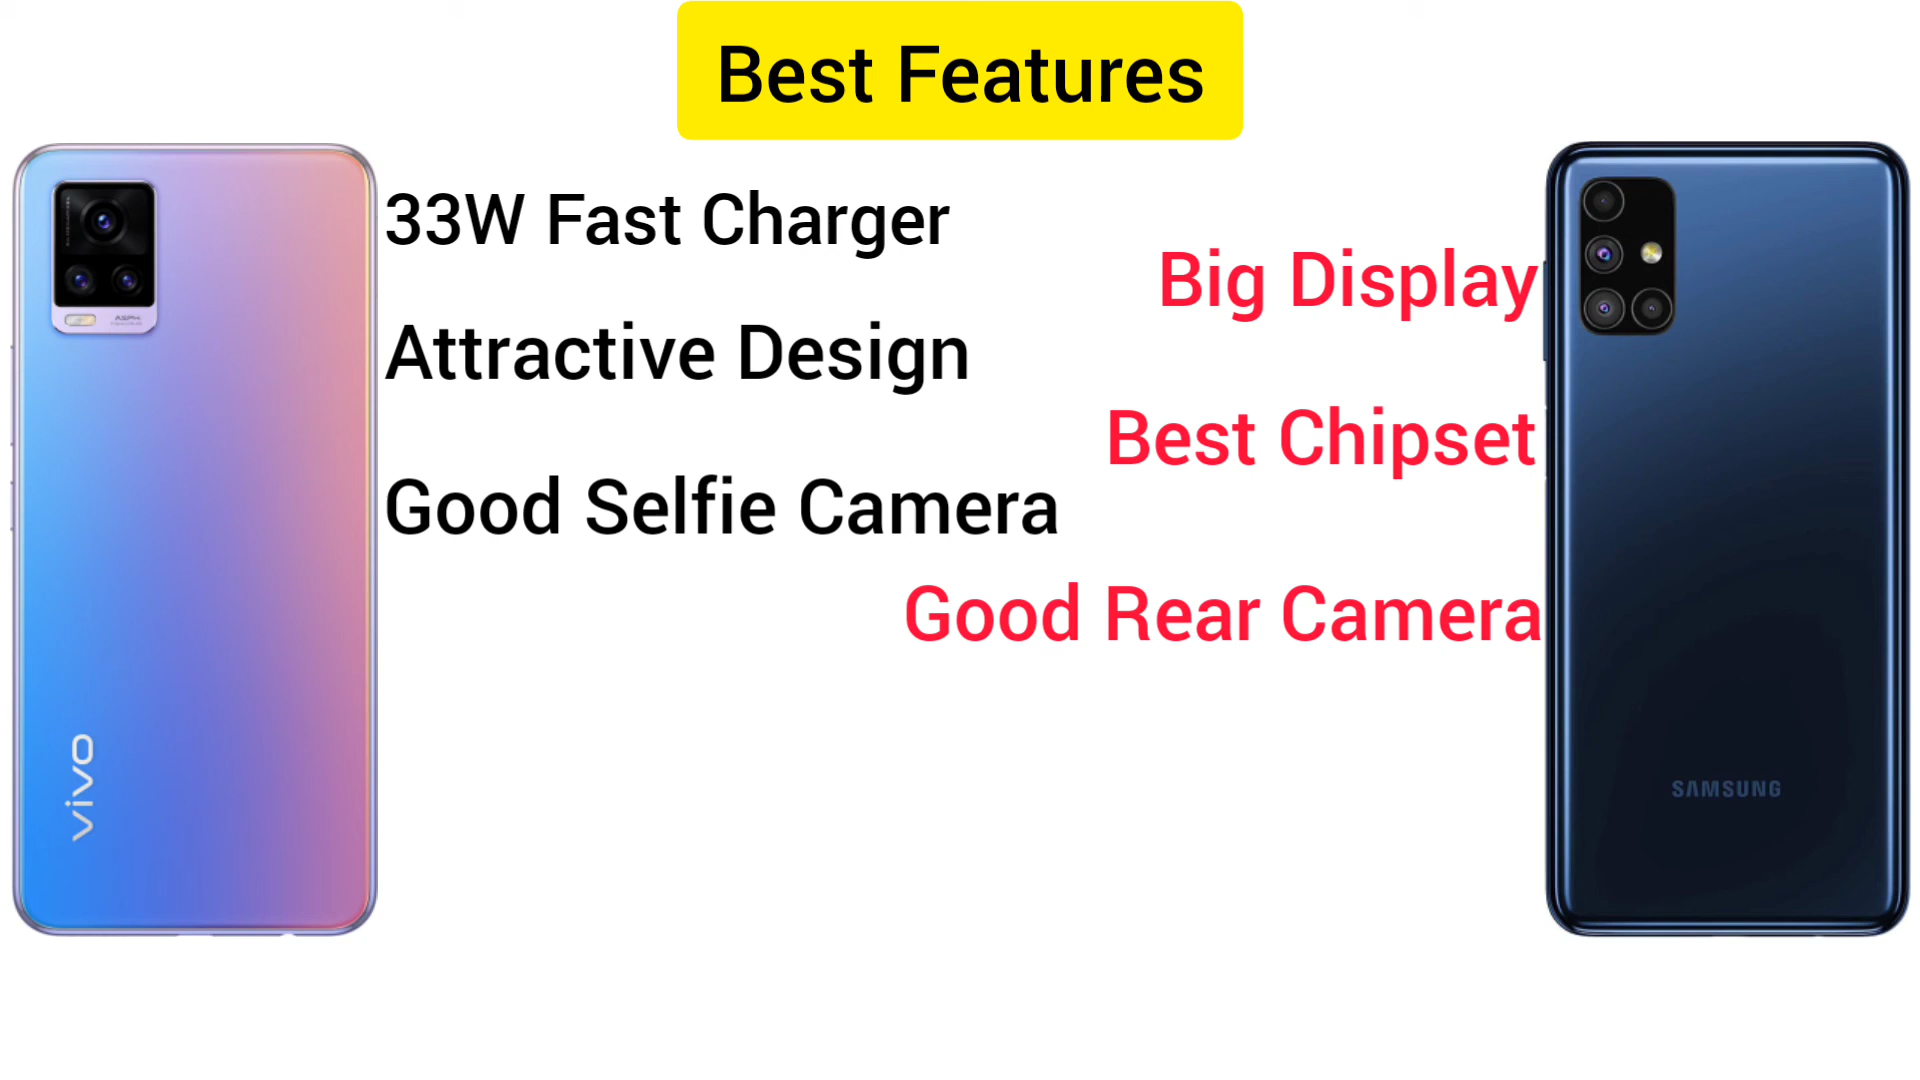 Best Features
33W Fast Charger
Big Display
Attractive Design
Best Chipset
Good Selfie Camera
Good Rear Camera
vivo
SAMSUNG